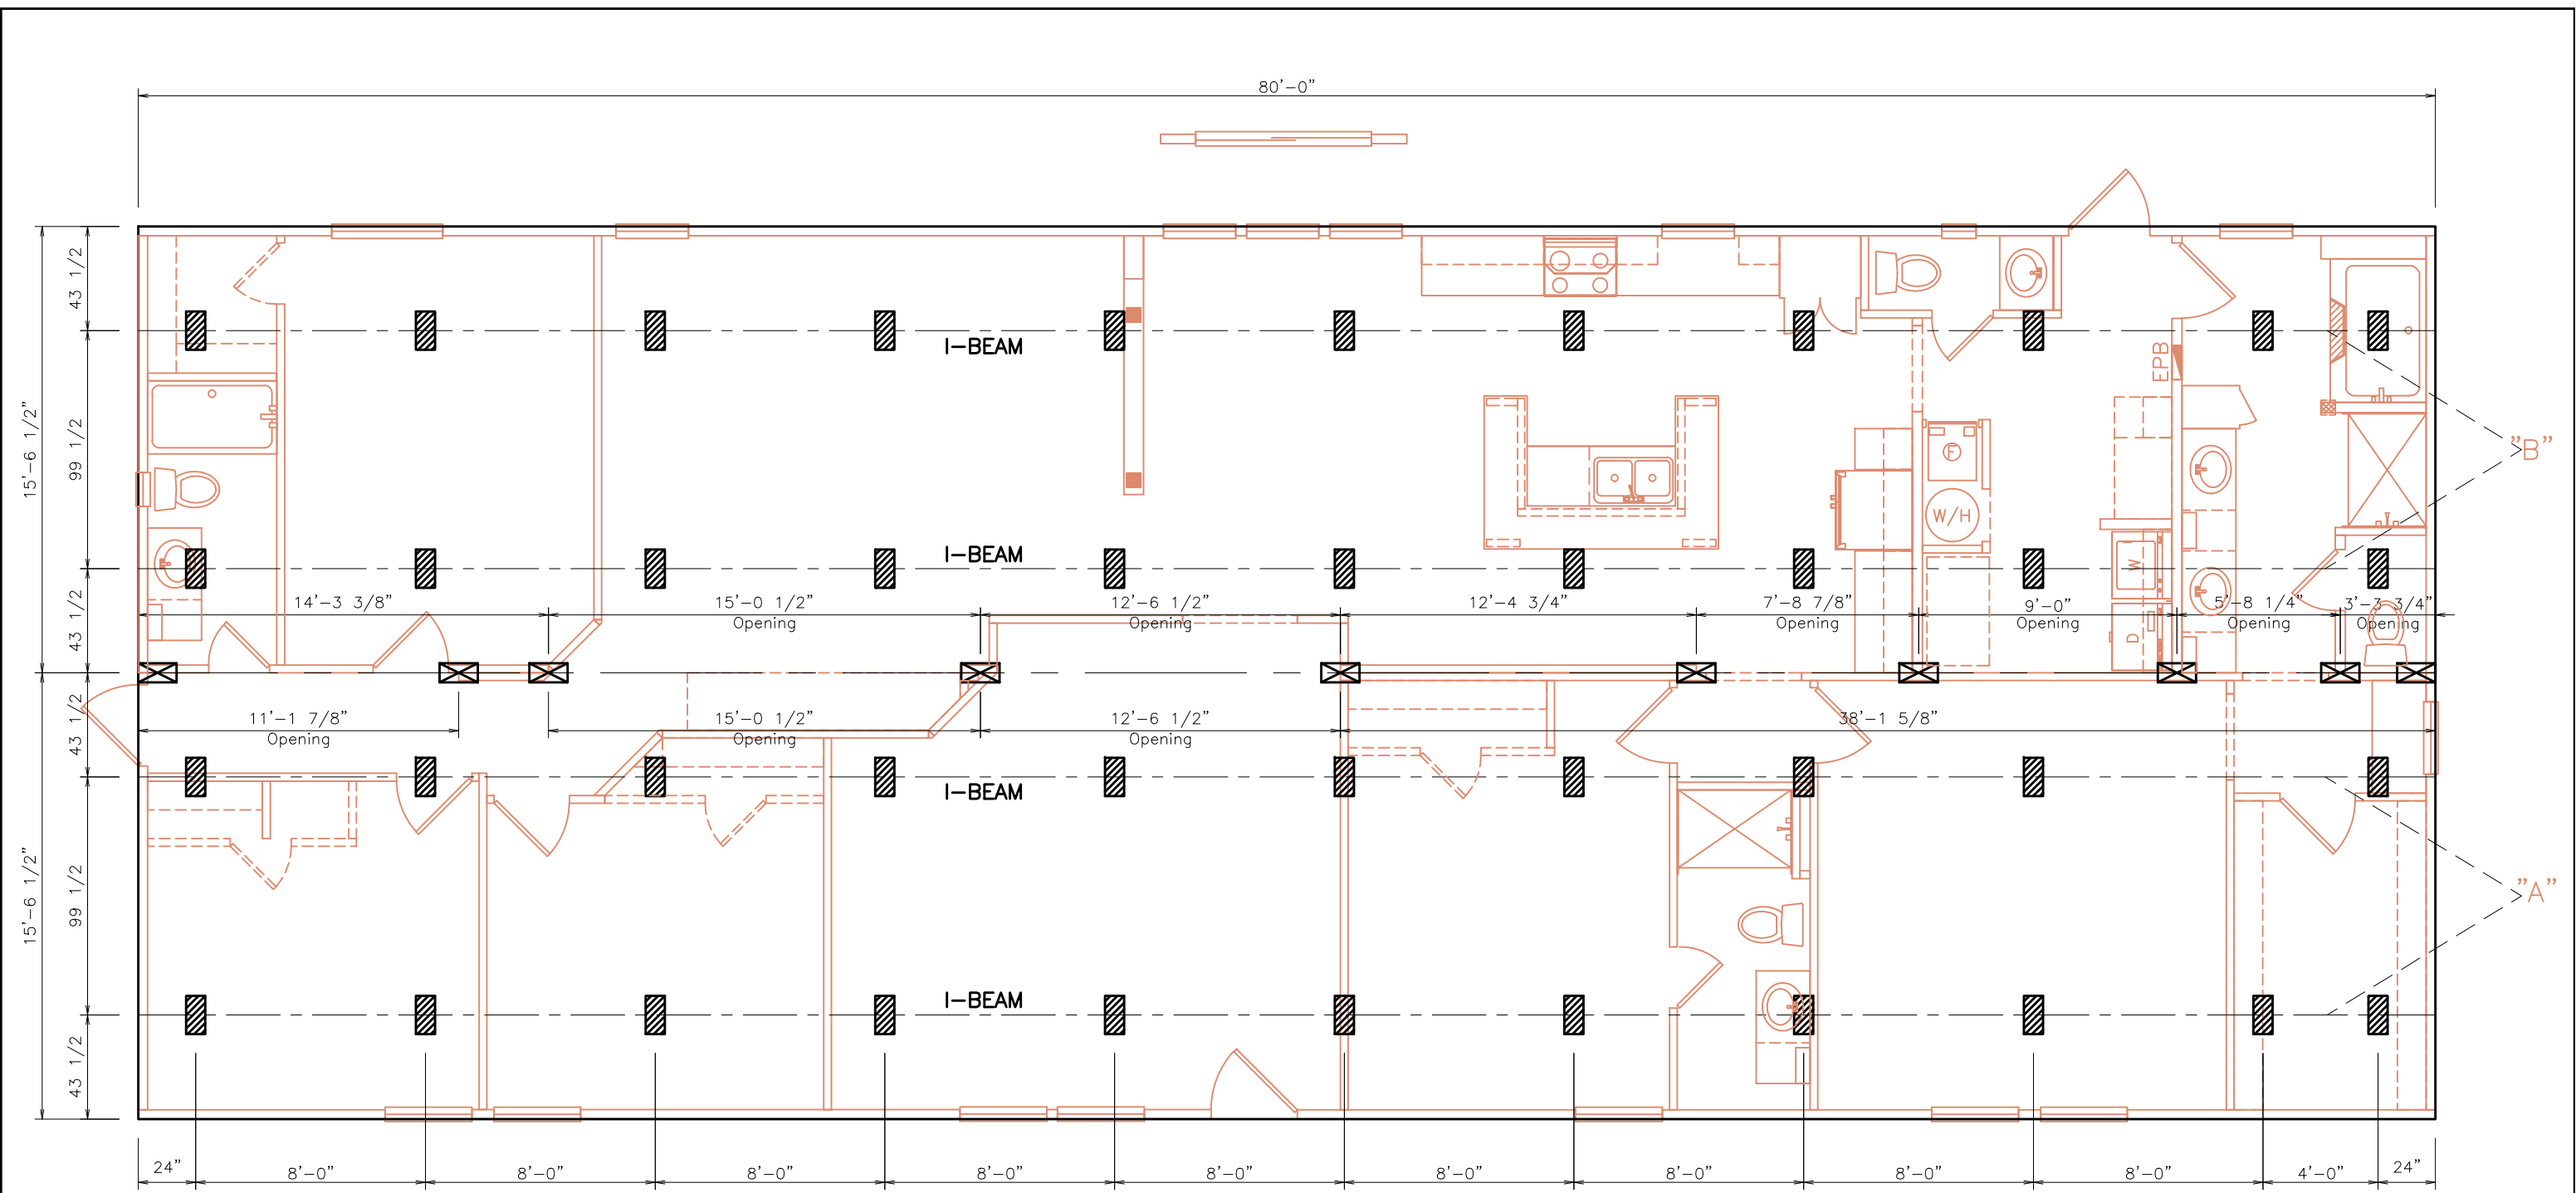 80'-0"
43 1/2
99 1/2
43 1/2
15'-6 1/2"
43 1/2
99 1/2
43 1/2
15'-6 1/2"
I-BEAM
I-BEAM
EPB
F
W/H
W
D
"B"
14'-3 3/8"
15'-0 1/2"
Opening
12'-6 1/2"
Opening
12'-4 3/4"
7'-8 7/8"
Opening
9'-0"
Opening
5'-8 1/4"
Opening
3'-3 3/4"
Opening
11'-1 7/8"
Opening
15'-0 1/2"
Opening
12'-6 1/2"
Opening
38'-1 5/8"
I-BEAM
"A"
I-BEAM
24"
8'-0"
8'-0"
8'-0"
8'-0"
8'-0"
8'-0"
8'-0"
8'-0"
8'-0"
4'-0"
24"